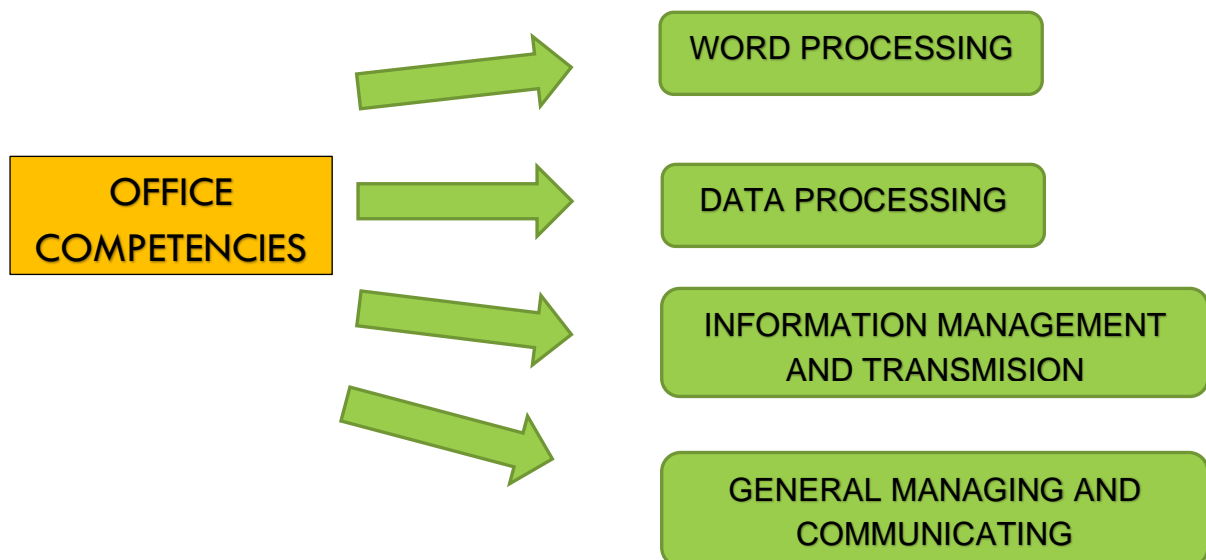 WORD PROCESSING
OFFICE
COMPETENCIES
DATA PROCESSING
INFORMATION MANAGEMENT
AND TRANSMISION
GENERAL MANAGING AND
COMMUNICATING